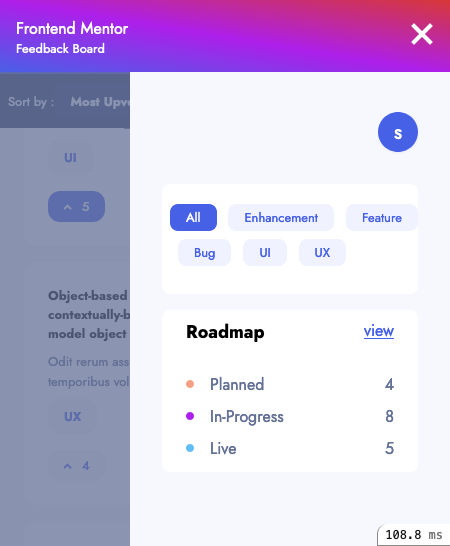 Frontend Mentor
Feedback Board
Sort by : Most Upv
s
UI
All Enhancement Feature
5
Bug UI UX
Object-based
contextually-b
model object
Roadmap view
Odit rerum ass
temporibus vol
Planned 4
UX
In-Progress 8
Live 5
4
108.8 ms